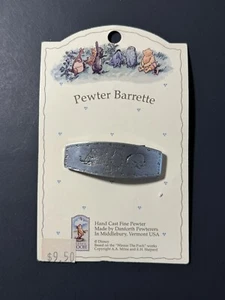 Pewter Barrette
Hand Cast Fine Pewter
Made by Danforth Pewterers
In Middlebury, Vermont USA
© Disney
Based on the "Winnie The Pooh" works
Copyright A.A. Milne and E.H. Shepard
$9.50